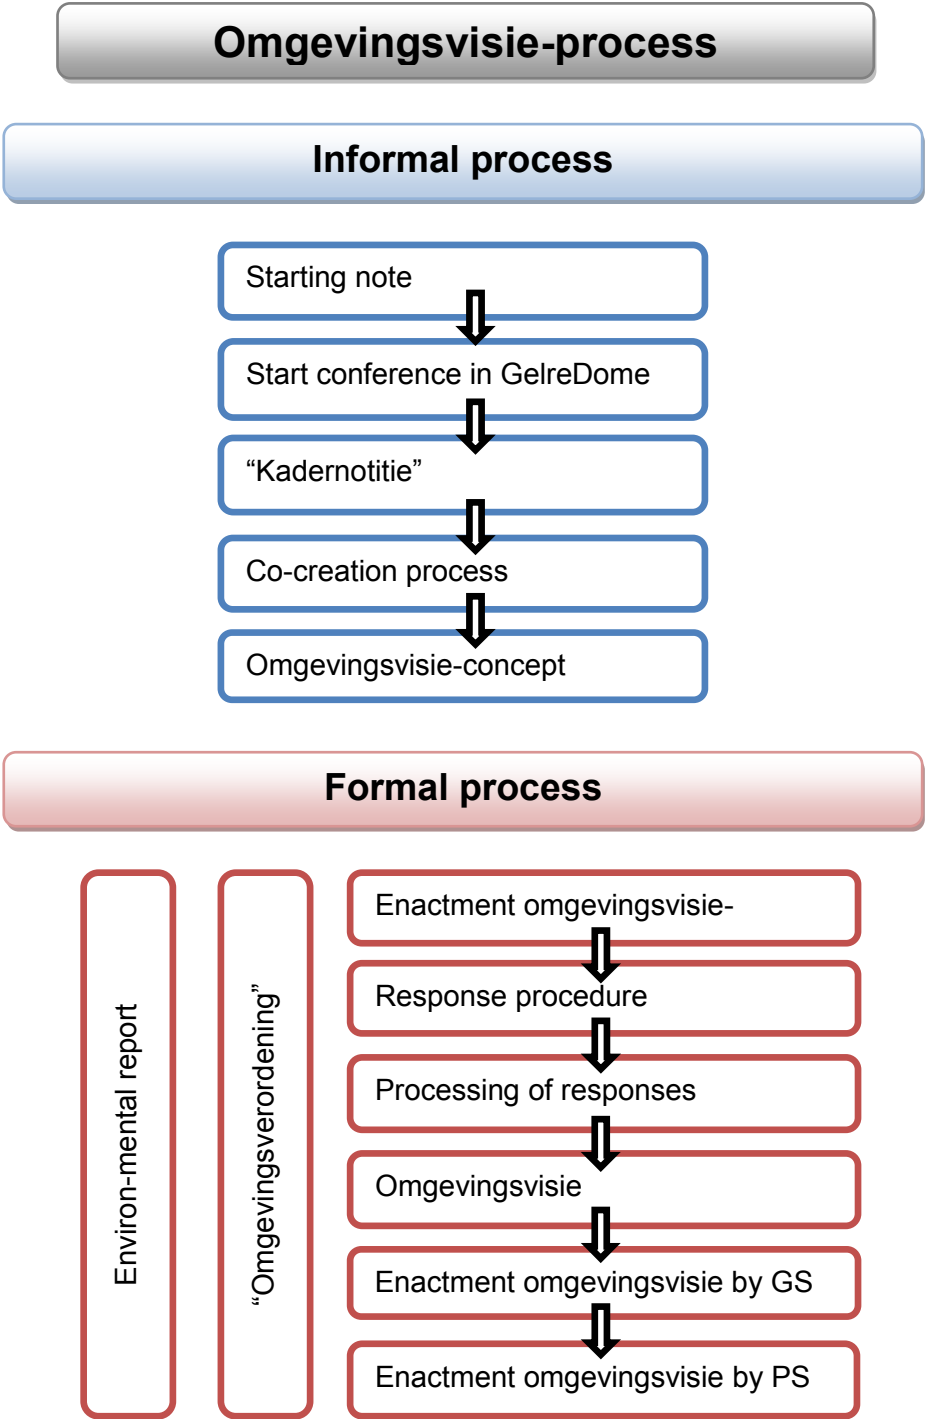 Omgevingsvisie-process
Informal process
Starting note
Start conference in GelreDome
“Kadernotitie”
Co-creation process
Omgevingsvisie-concept
Formal process
Environ-mental report
“Omgevingsverordening”
Enactment omgevingsvisie-
Response procedure
Processing of responses
Omgevingsvisie
Enactment omgevingsvisie by GS
Enactment omgevingsvisie by PS